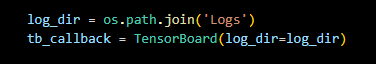 log_dir = os.path.join('Logs')
tb_callback = TensorBoard(log_dir=log_dir)